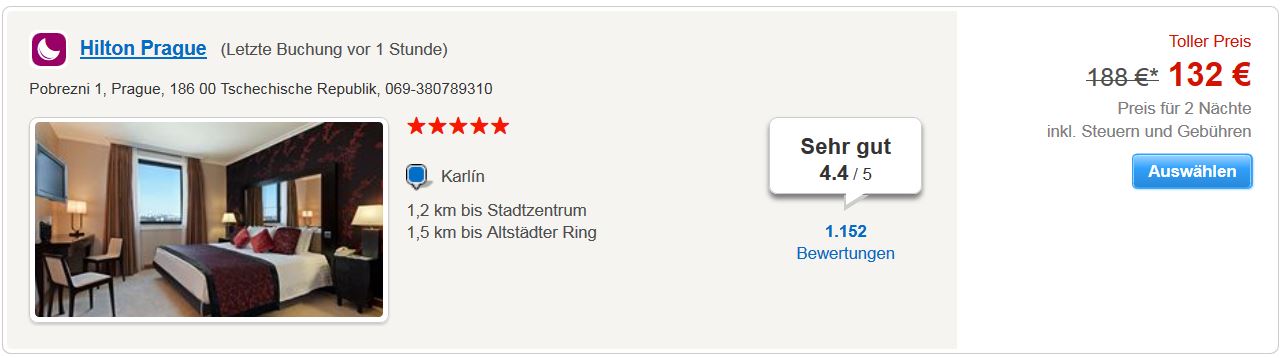 Hilton Prague (Letzte Buchung vor 1 Stunde)
Pobrezni 1, Prague, 186 00 Tschechische Republik, 069-380789310
Karlín
1,2 km bis Stadtzentrum
1,5 km bis Altstädter Ring
Sehr gut
4.4 / 5
1.152
Bewertungen
Toller Preis
188 €* 132 €
Preis für 2 Nächte
inkl. Steuern und Gebühren
Auswählen